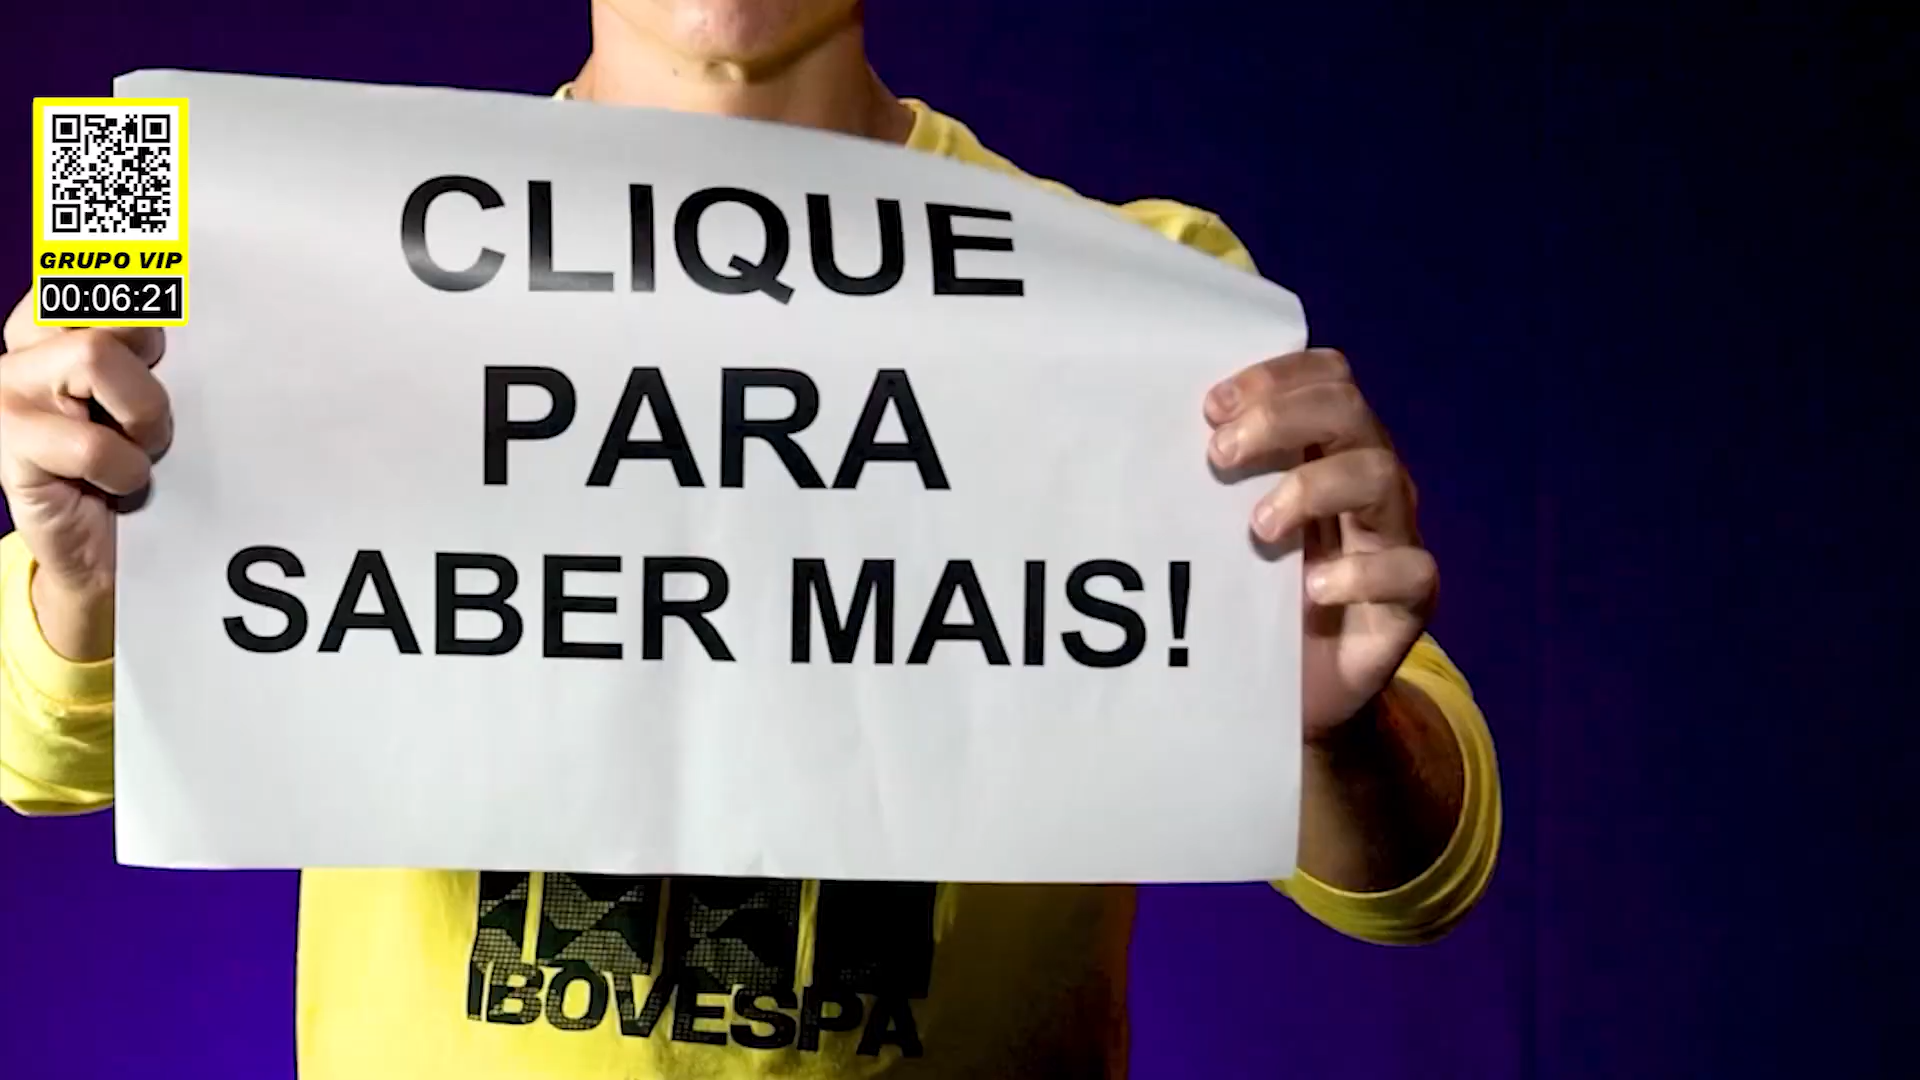 GRUPO VIP
00:06:21
CLIQUE
PARA
SABER MAIS!
IBOVESPA